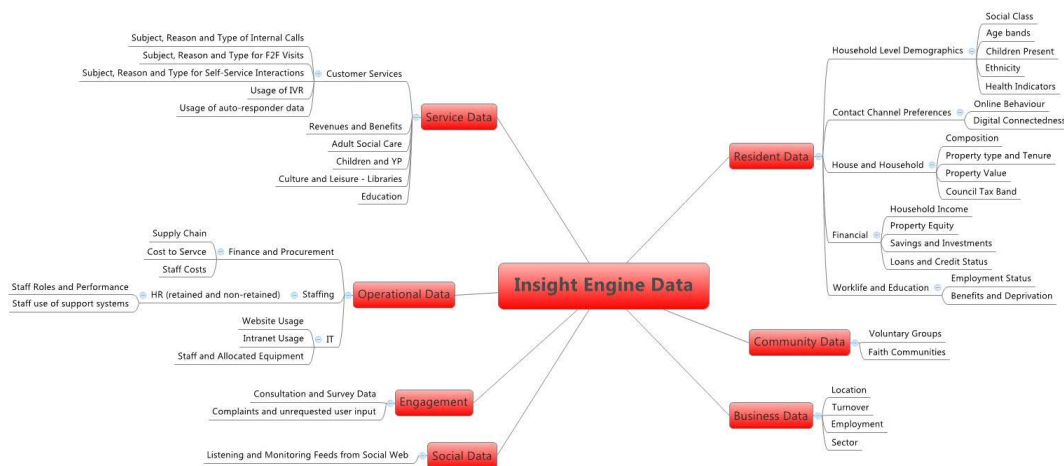 Insight Engine Data
Service Data
Customer Services
Subject, Reason and Type of Internal Calls
Subject, Reason and Type for F2F Visits
Subject, Reason and Type for Self-Service Interactions
Usage of IVR
Usage of auto-responder data
Revenues and Benefits
Adult Social Care
Children and YP
Culture and Leisure - Libraries
Education
Operational Data
Finance and Procurement
Supply Chain
Cost to Servce
Staff Costs
Staffing
HR (retained and non-retained)
Staff Roles and Performance
Staff use of support systems
IT
Website Usage
Intranet Usage
Staff and Allocated Equipment
Engagement
Consultation and Survey Data
Complaints and unrequested user input
Social Data
Listening and Monitoring Feeds from Social Web
Resident Data
Household Level Demographics
Social Class
Age bands
Children Present
Ethnicity
Health Indicators
Contact Channel Preferences
Online Behaviour
Digital Connectedness
House and Household
Composition
Property type and Tenure
Property Value
Council Tax Band
Financial
Household Income
Property Equity
Savings and Investments
Loans and Credit Status
Worklife and Education
Employment Status
Benefits and Deprivation
Community Data
Voluntary Groups
Faith Communities
Business Data
Location
Turnover
Employment
Sector